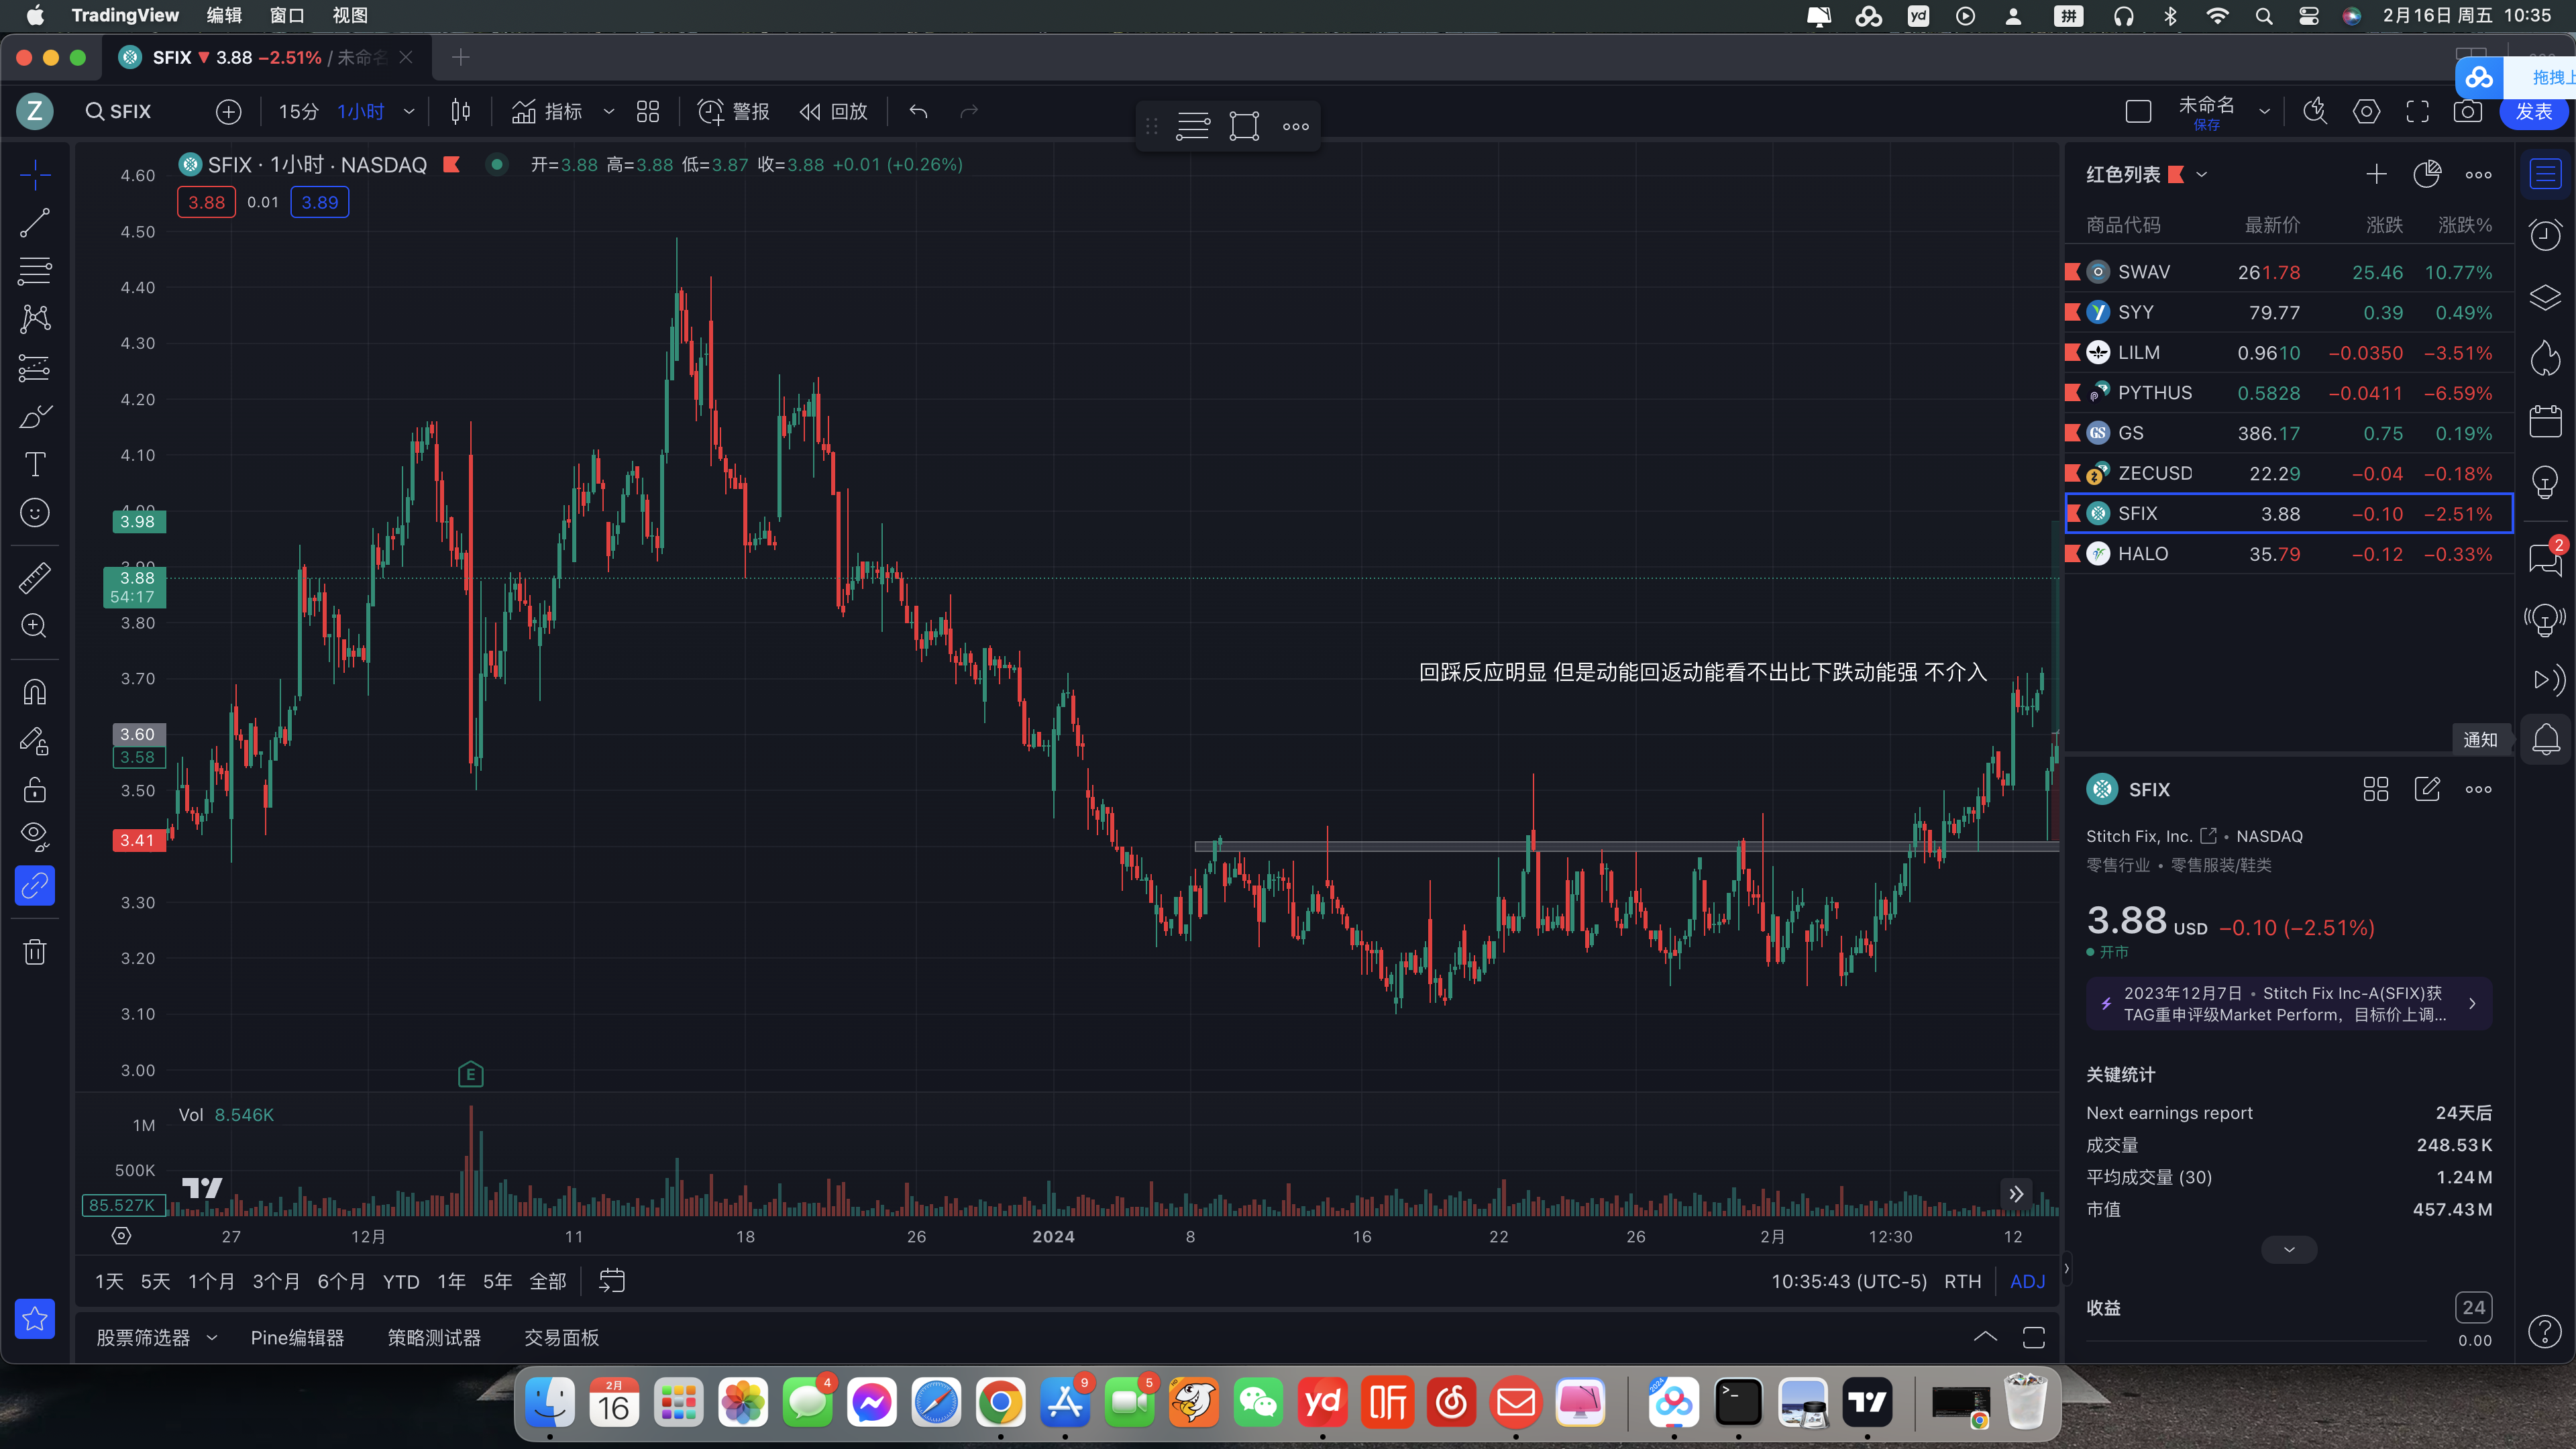 TradingView 编辑 窗口 视图
yd 拼 2月16日 周五 10:35
SFIX 3.88 −2.51% / 未命名
拖拽上
Z SFIX 15分 1小时 指标 警报 回放 未命名 保存 发表
SFIX · 1小时 · NASDAQ 开=3.88 高=3.88 低=3.87 收=3.88 +0.01 (+0.26%)
3.88 0.01 3.89
4.60
4.50
4.40
4.30
4.20
4.10
3.98
3.88
54:17
3.80
3.70
3.60
3.58
3.50
3.41
3.30
3.20
3.10
3.00
回踩反应明显 但是动能回返动能看不出比下跌动能强 不介入
E
Vol 8.546K
1M
500K
85.527K
27 12月 11 18 26 2024 8 16 22 26 2月 12:30 12
1天 5天 1个月 3个月 6个月 YTD 1年 5年 全部 10:35:43 (UTC-5) RTH ADJ
股票筛选器 Pine编辑器 策略测试器 交易面板
红色列表
商品代码 最新价 涨跌 涨跌%
SWAV 261.78 25.46 10.77%
SYY 79.77 0.39 0.49%
LILM 0.9610 −0.0350 −3.51%
PYTHUS 0.5828 −0.0411 −6.59%
GS GS 386.17 0.75 0.19%
ZECUSD 22.29 −0.04 −0.18%
SFIX 3.88 −0.10 −2.51%
HALO 35.79 −0.12 −0.33%
2
通知
SFIX
Stitch Fix, Inc. • NASDAQ
零售行业 • 零售服装/鞋类
3.88 USD −0.10 (−2.51%)
开市
2023年12月7日 • Stitch Fix Inc-A(SFIX)获
TAG重申评级Market Perform，目标价上调...
关键统计
Next earnings report 24天后
成交量 248.53K
平均成交量 (30) 1.24M
市值 457.43M
收益 24
0.00
2月
16
4
9
5
yd
听
2024